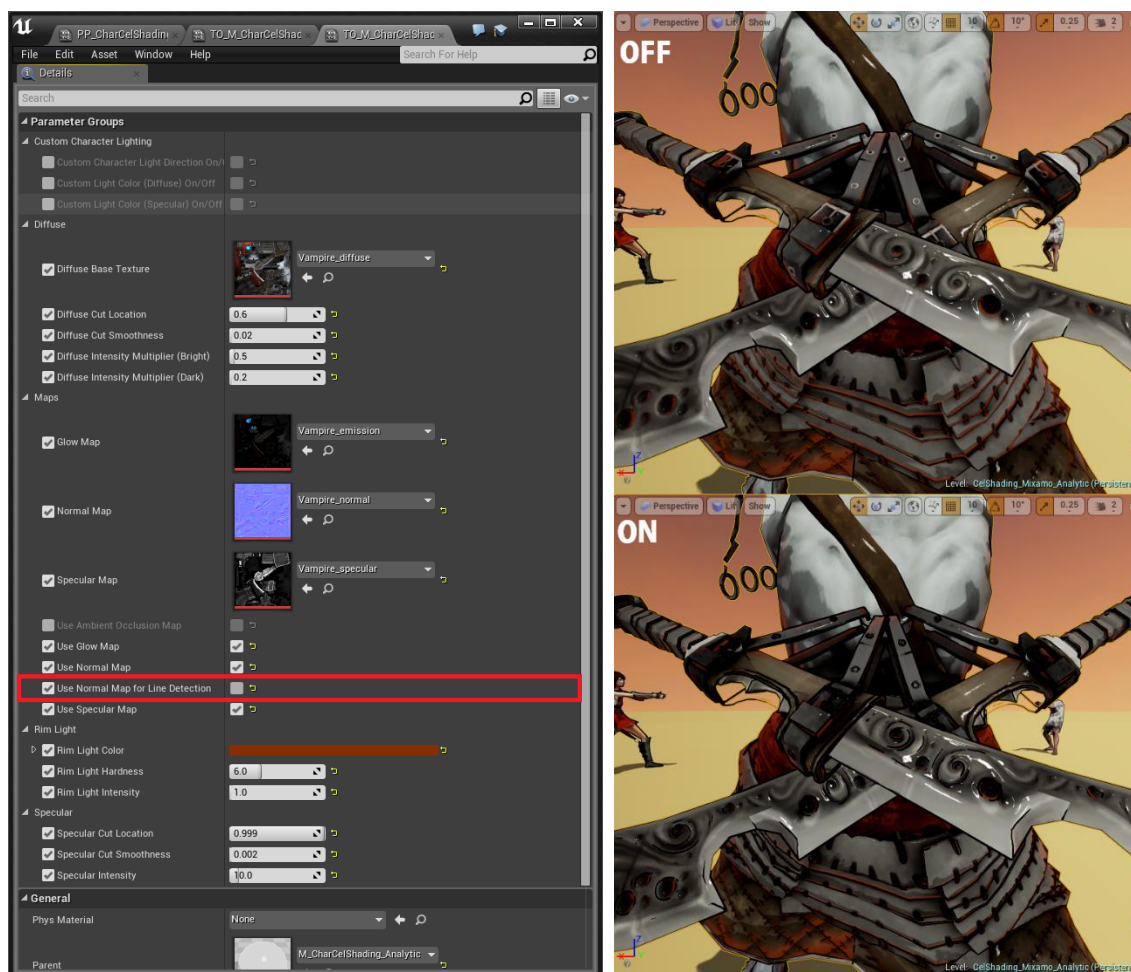 PP_CharCelShading
TO_M_CharCelShac
TO_M_CharCelShac
File Edit Asset Window Help
Search For Help
Details
Search
Parameter Groups
Custom Character Lighting
Custom Character Light Direction On/
Custom Light Color (Diffuse) On/Off
Custom Light Color (Specular) On/Off
Diffuse
Diffuse Base Texture
Vampire_diffuse
Diffuse Cut Location 0.6
Diffuse Cut Smoothness 0.02
Diffuse Intensity Multiplier (Bright) 0.5
Diffuse Intensity Multiplier (Dark) 0.2
Maps
Glow Map
Vampire_emission
Normal Map
Vampire_normal
Specular Map
Vampire_specular
Use Ambient Occlusion Map
Use Glow Map
Use Normal Map
Use Normal Map for Line Detection
Use Specular Map
Rim Light
Rim Light Color
Rim Light Hardness 6.0
Rim Light Intensity 1.0
Specular
Specular Cut Location 0.999
Specular Cut Smoothness 0.002
Specular Intensity 10.0
General
Phys Material None
Parent
M_CharCelShading_Analytic
Perspective Lit Show 10 10° 0.25 2
OFF
Level: CelShading_Mixamo_Analytic (Persisten
Perspective Lit Show 10 10° 0.25 2
ON
Level: CelShading_Mixamo_Analytic (Persisten